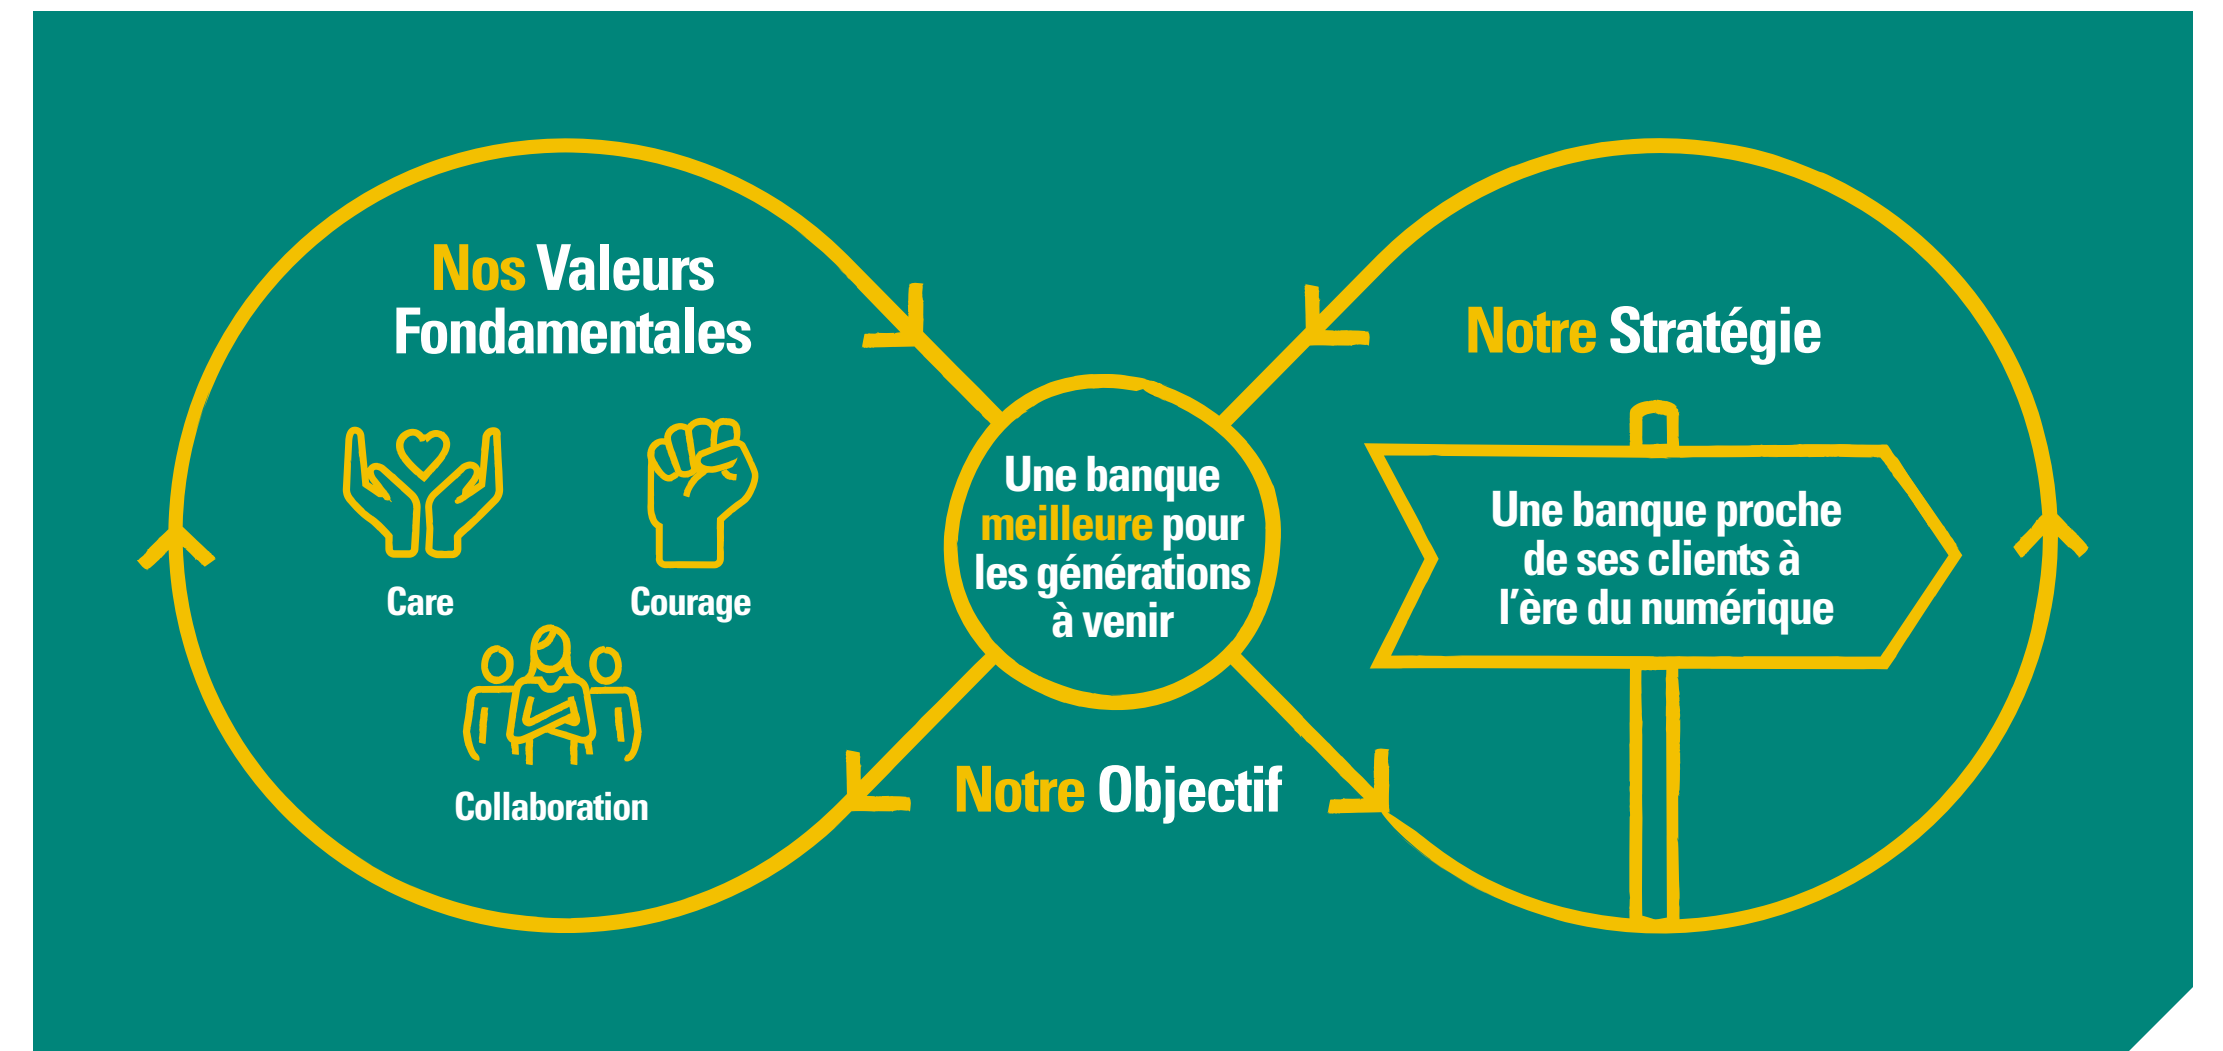 Nos Valeurs
Fondamentales
Care
Courage
Collaboration
Une banque
meilleure pour
les générations
à venir
Notre Objectif
Notre Stratégie
Une banque proche
de ses clients à
l’ère du numérique